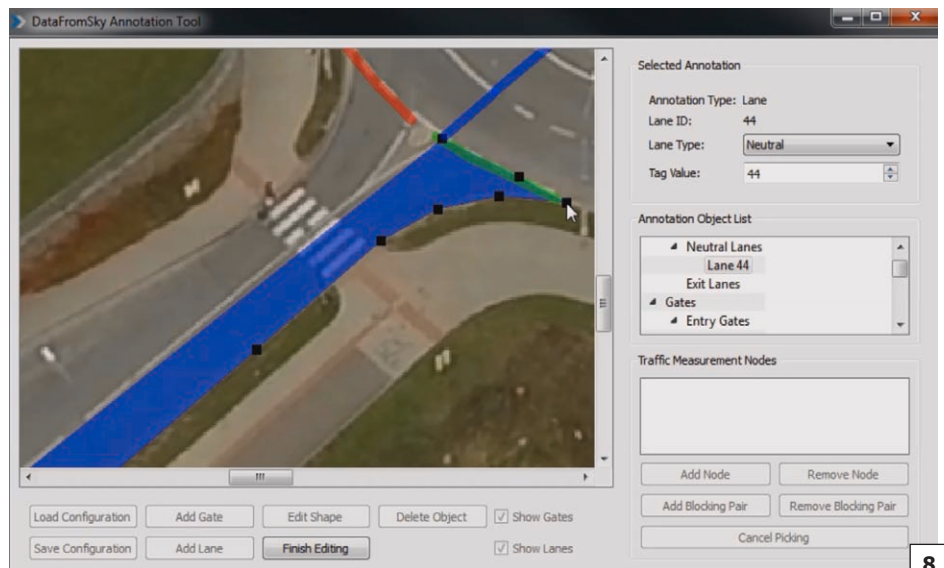 DataFromSky Annotation Tool
Selected Annotation
Annotation Type: Lane
Lane ID: 44
Lane Type: Neutral
Tag Value: 44
Annotation Object List
Neutral Lanes
Lane 44
Exit Lanes
Gates
Entry Gates
Traffic Measurement Nodes
Add Node Remove Node
Add Blocking Pair Remove Blocking Pair
Cancel Picking
Load Configuration Add Gate Edit Shape Delete Object Show Gates
Save Configuration Add Lane Finish Editing Show Lanes
8